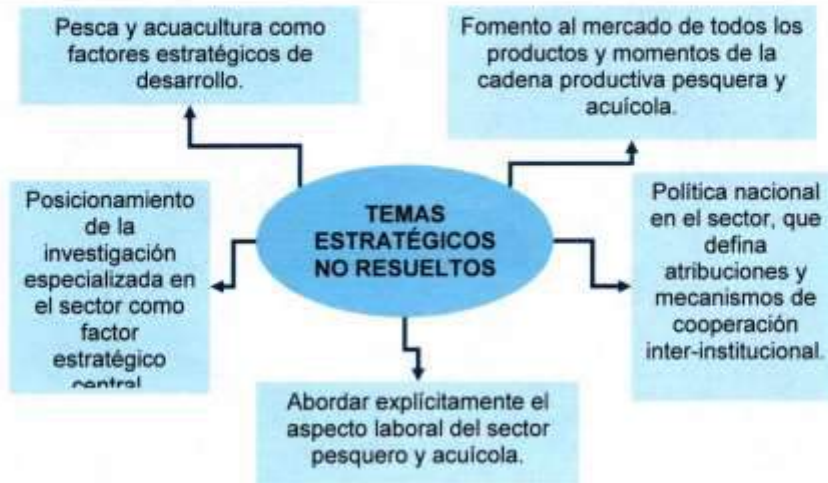 Pesca y acuacultura como
factores estratégicos de
desarrollo.
Fomento al mercado de todos los
productos y momentos de la
cadena productiva pesquera y
acuícola.
TEMAS
ESTRATÉGICOS
NO RESUELTOS
Posicionamiento
de la
investigación
especializada en
el sector como
factor
estratégico
central
Política nacional
en el sector, que
defina
atribuciones y
mecanismos de
cooperación
inter-institucional.
Abordar explícitamente el
aspecto laboral del sector
pesquero y acuícola.